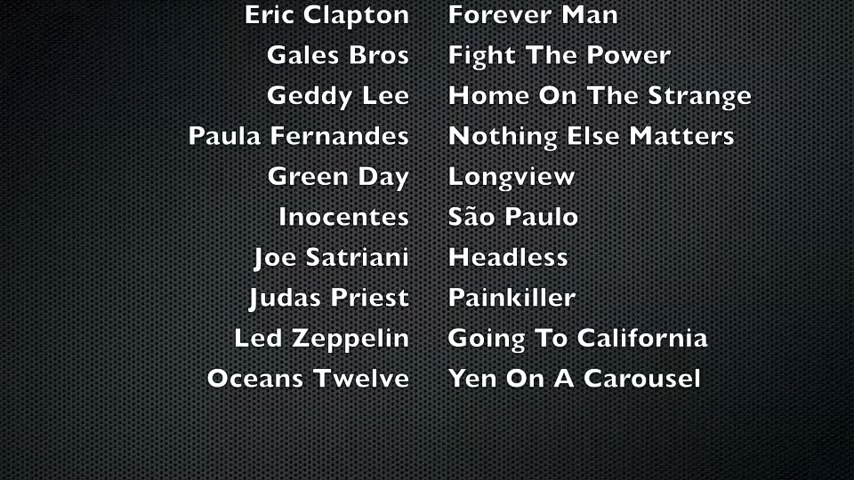 Eric Clapton Forever Man
Gales Bros Fight The Power
Geddy Lee Home On The Strange
Paula Fernandes Nothing Else Matters
Green Day Longview
Inocentes São Paulo
Joe Satriani Headless
Judas Priest Painkiller
Led Zeppelin Going To California
Oceans Twelve Yen On A Carousel